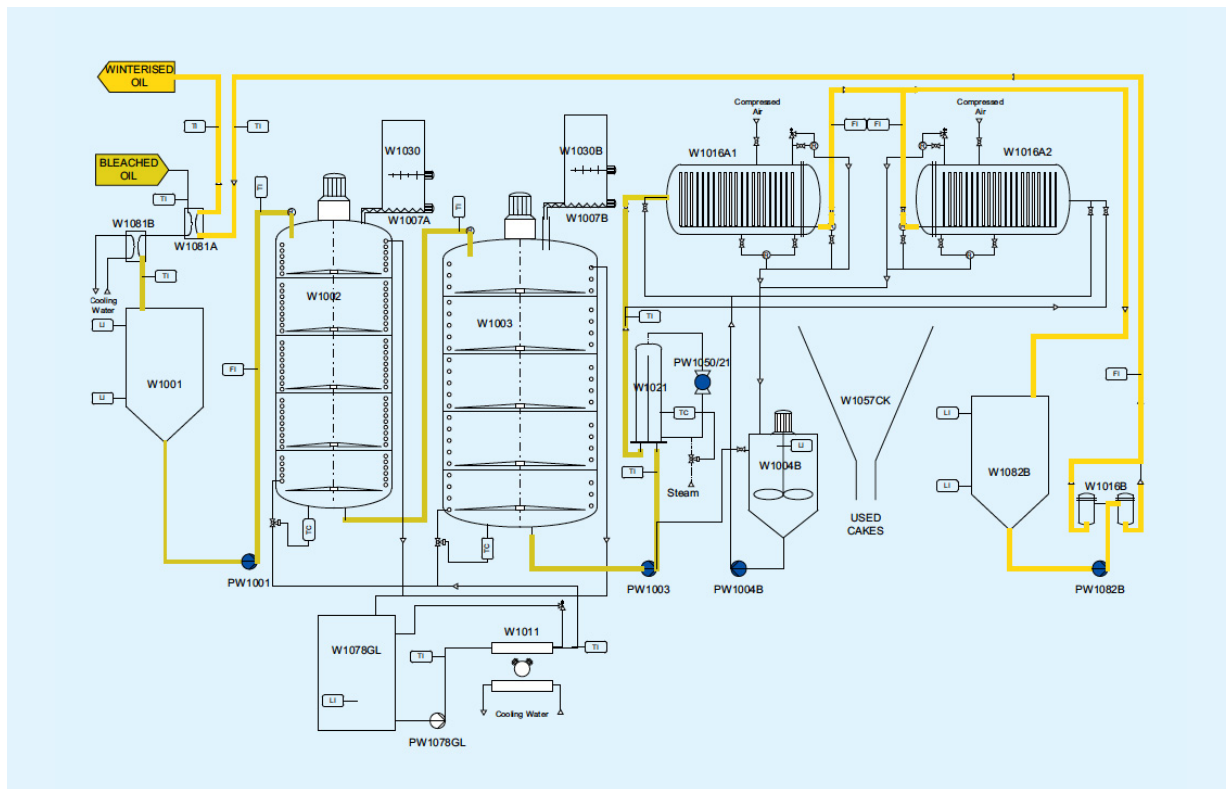 WINTERISED
OIL
TI
TI
BLEACHED
OIL
TI
W1081B
W1081A
TI
Cooling
Water
LI
W1001
LI
TI
FI
PW1001
W1030
W1007A
R
W1002
TC
TI
R
W1030B
W1007B
W1003
TC
W1078GL
LI
TI
PW1078GL
W1011
TI
Cooling Water
Compressed
Air
W1016A1
R
R
FI
FI
Compressed
Air
W1016A2
R
R
R
R
TI
W1021
PW1050/21
TC
TI
Steam
PW1003
LI
W1004B
PW1004B
W1057CK
USED
CAKES
FI
LI
W1082B
LI
W1016B
PW1082B